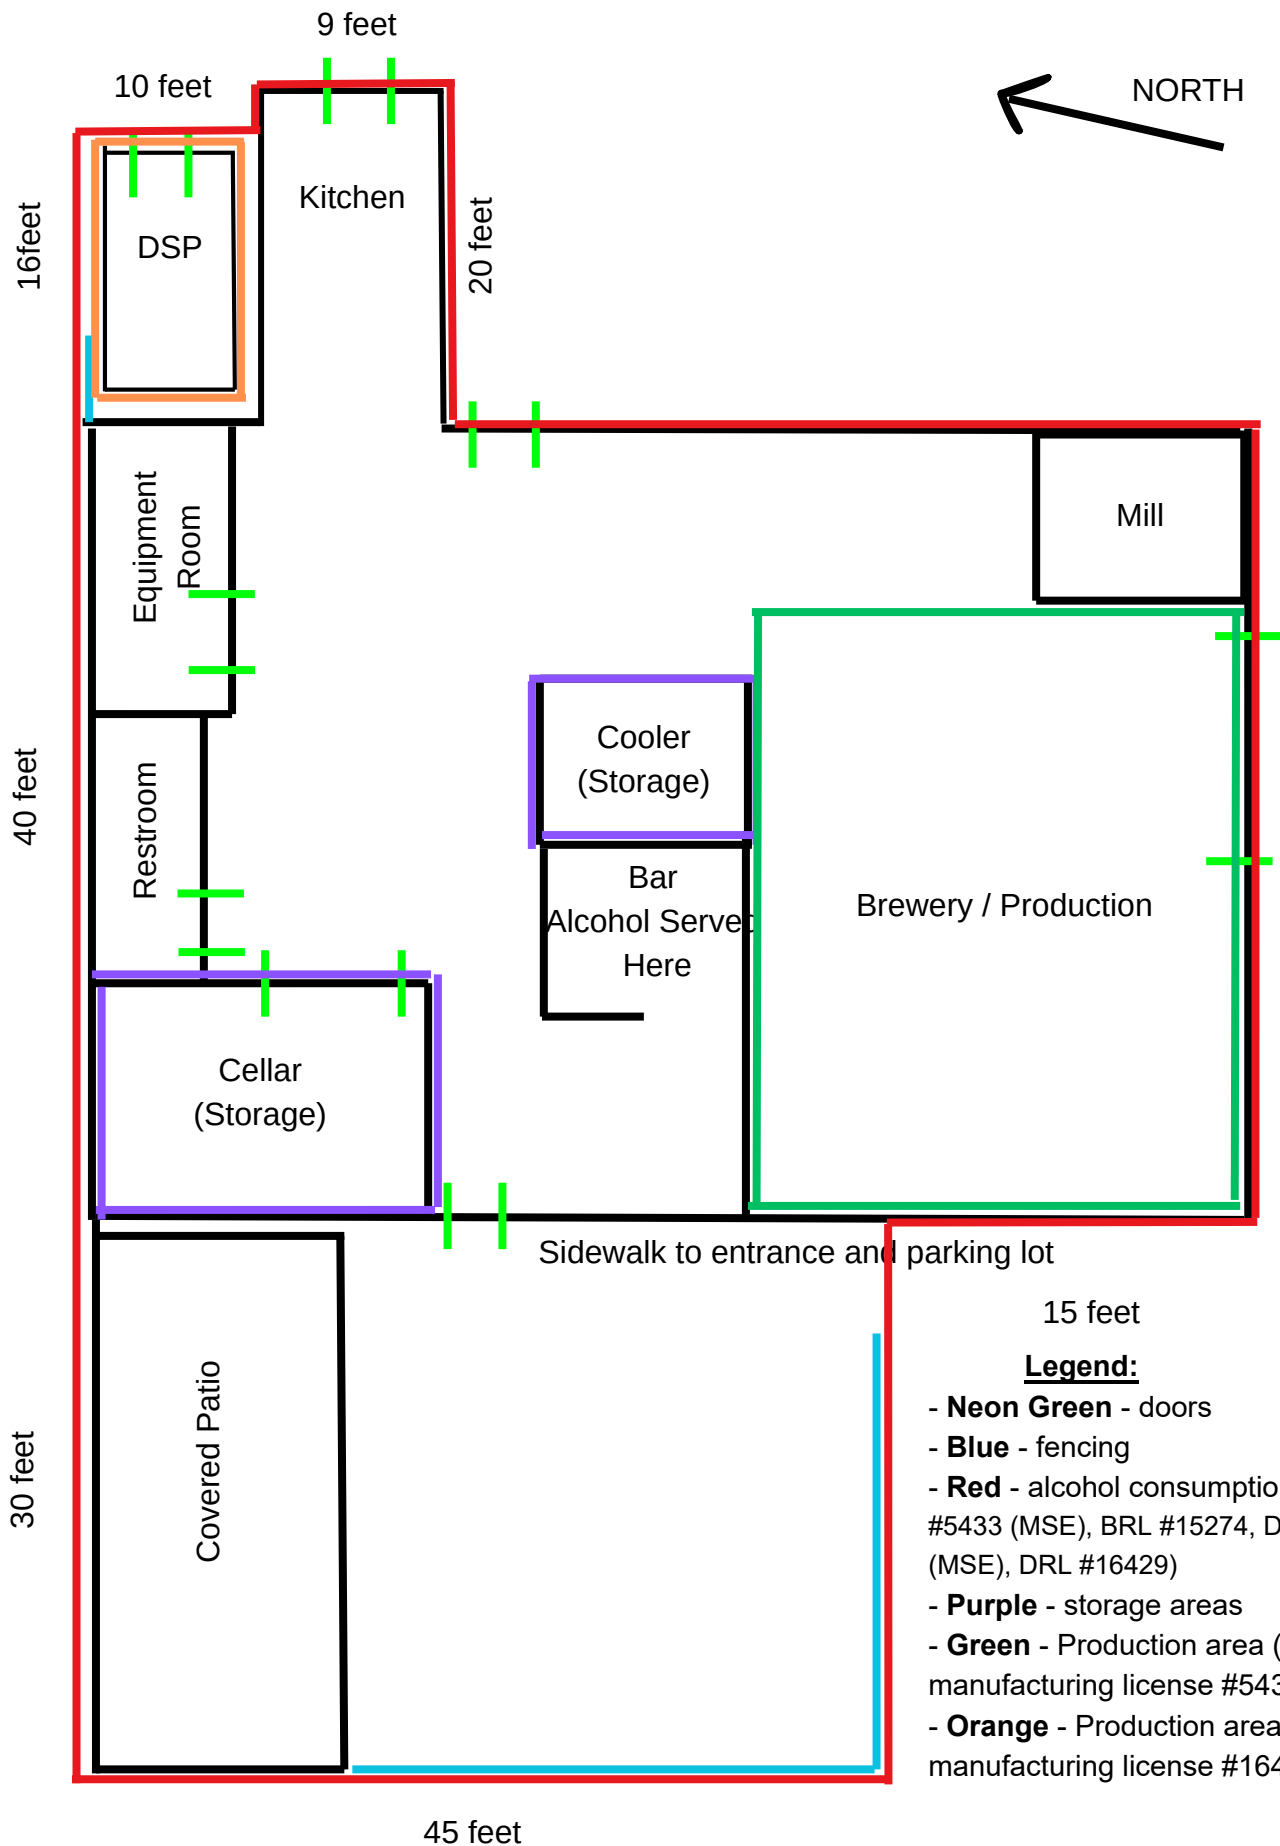 9 feet
10 feet
NORTH
Kitchen
16feet
DSP
20 feet
Equipment
Room
Mill
Cooler
(Storage)
40 feet
Restroom
Bar
Alcohol Served
Here
Brewery / Production
Cellar
(Storage)
Sidewalk to entrance and parking lot
15 feet
Legend:
- Neon Green - doors
- Blue - fencing
- Red - alcohol consumptio
#5433 (MSE), BRL #15274, D
(MSE), DRL #16429)
- Purple - storage areas
- Green - Production area (
manufacturing license #543
- Orange - Production area
manufacturing license #164
Covered Patio
30 feet
45 feet